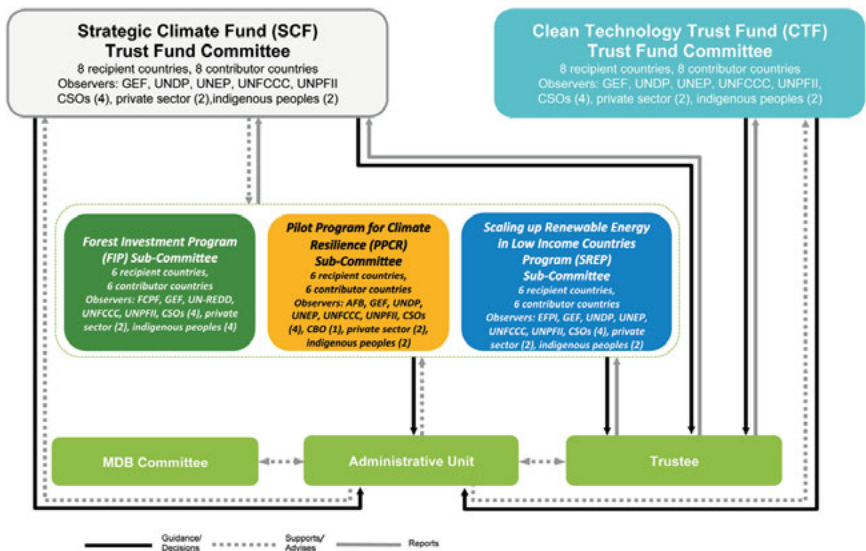 Strategic Climate Fund (SCF)
Trust Fund Committee
8 recipient countries, 8 contributor countries
Observers: GEF, UNDP, UNEP, UNFCCC, UNPFII
CSOs (4), private sector (2),indigenous peoples (2)
Clean Technology Trust Fund (CTF)
Trust Fund Committee
8 recipient countries, 8 contributor countries
Observers: GEF, UNDP, UNEP, UNFCCC, UNPFII,
CSOs (4), private sector (2), indigenous peoples (2)
Forest Investment Program
(FIP) Sub-Committee
6 recipient countries,
6 contributor countries
Observers: FCPF, GEF, UN-REDD,
UNFCCC, UNPFII, CSOs (4), private
sector (2), indigenous peoples (4)
Pilot Program for Climate
Resilience (PPCR)
Sub-Committee
6 recipient countries,
6 contributor countries
Observers: AFB, GEF, UNDP,
UNEP, UNFCCC, UNPFII, CSOs
(4), CBO (1), private sector (2),
indigenous peoples (2)
Scaling up Renewable Energy
in Low Income Countries
Program (SREP)
Sub-Committee
6 recipient countries,
6 contributor countries
Observers: EFPI, GEF, UNDP, UNEP,
UNFCCC, UNPFII, CSOs (4), private
sector (2), indigenous peoples (2)
MDB Committee
Administrative Unit
Trustee
Guidance/
Decisions
Supports/
Advises
Reports